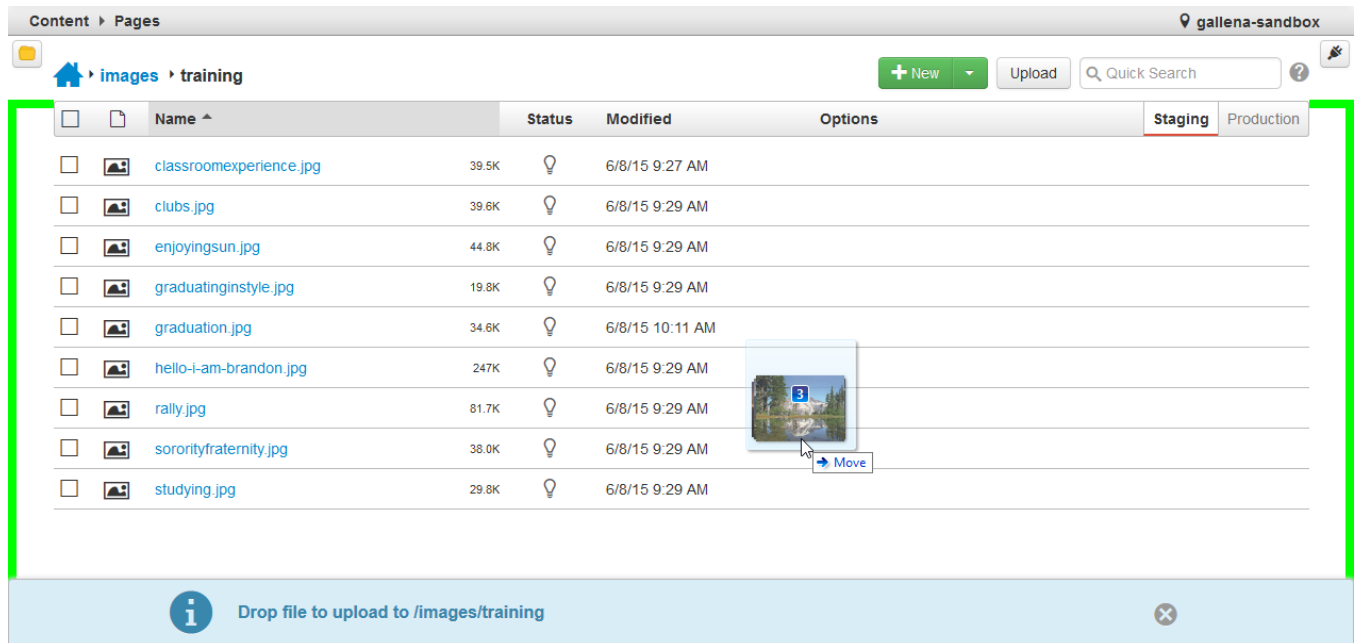 Content Pages gallena-sandbox
images training New Upload Quick Search
Name Status Modified Options Staging Production
classroomexperience.jpg 39.5K 6/8/15 9:27 AM
clubs.jpg 39.6K 6/8/15 9:29 AM
enjoyingsun.jpg 44.8K 6/8/15 9:29 AM
graduatinginstyle.jpg 19.8K 6/8/15 9:29 AM
graduation.jpg 34.6K 6/8/15 10:11 AM
hello-i-am-brandon.jpg 247K 6/8/15 9:29 AM
3
rally.jpg 81.7K 6/8/15 9:29 AM
sororityfraternity.jpg 38.0K 6/8/15 9:29 AM
Move
studying.jpg 29.8K 6/8/15 9:29 AM
Drop file to upload to /images/training